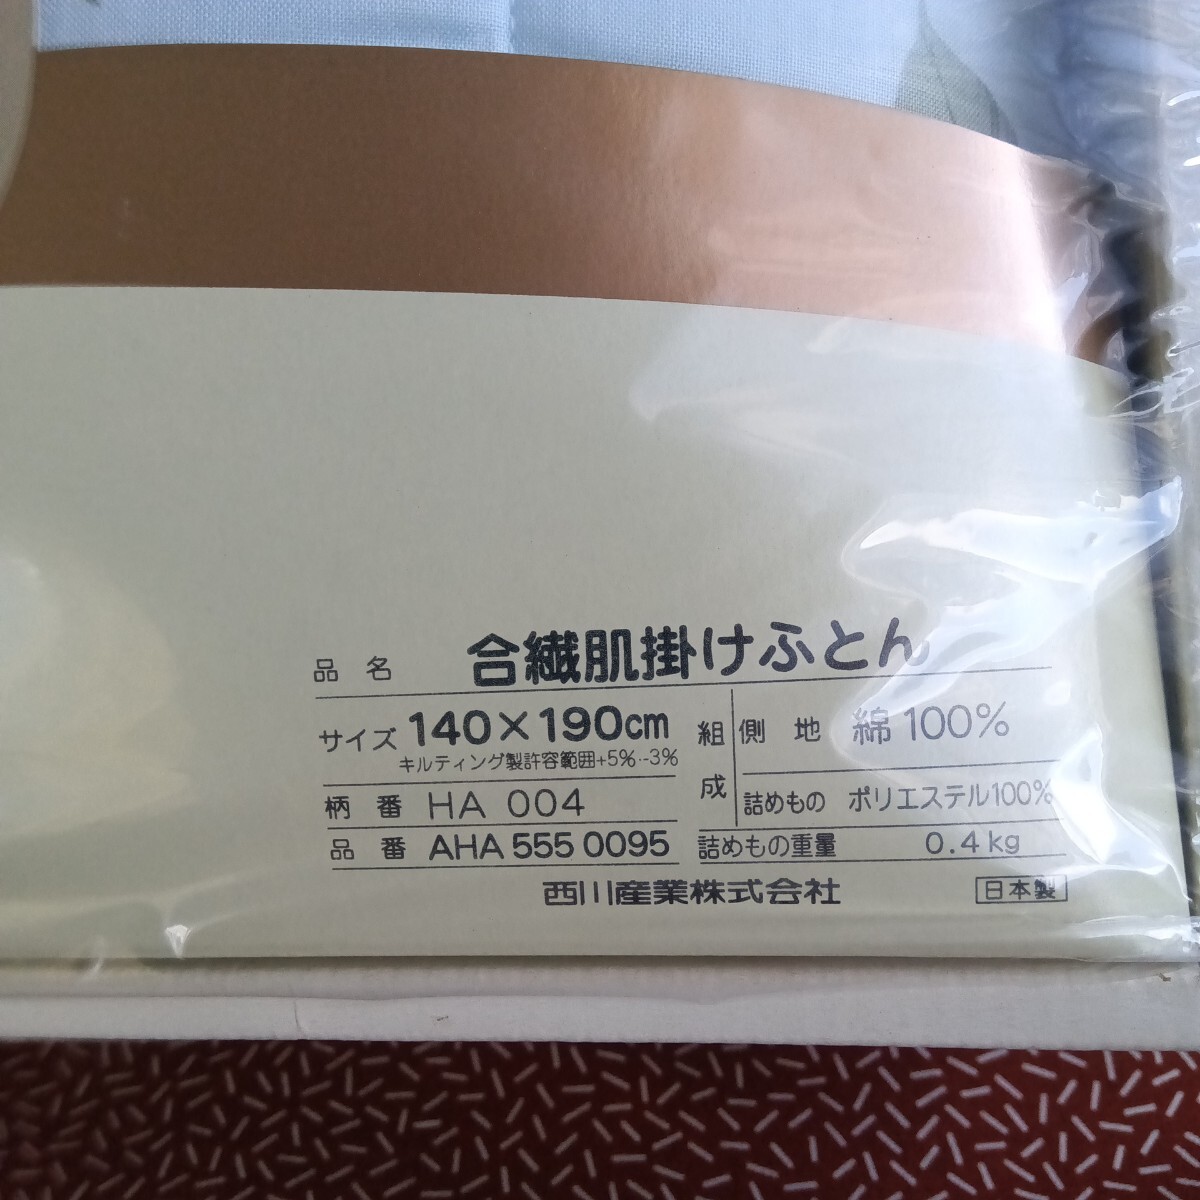 品名 合繊肌掛けふとん
サイズ 140×190cm
キルティング製許容範囲+5%・-3%
柄番 HA 004
品番 AHA 555 0095
組成 側地 綿 100%
詰めもの ポリエステル100%
詰めもの重量 0.4kg
西川産業株式会社 日本製